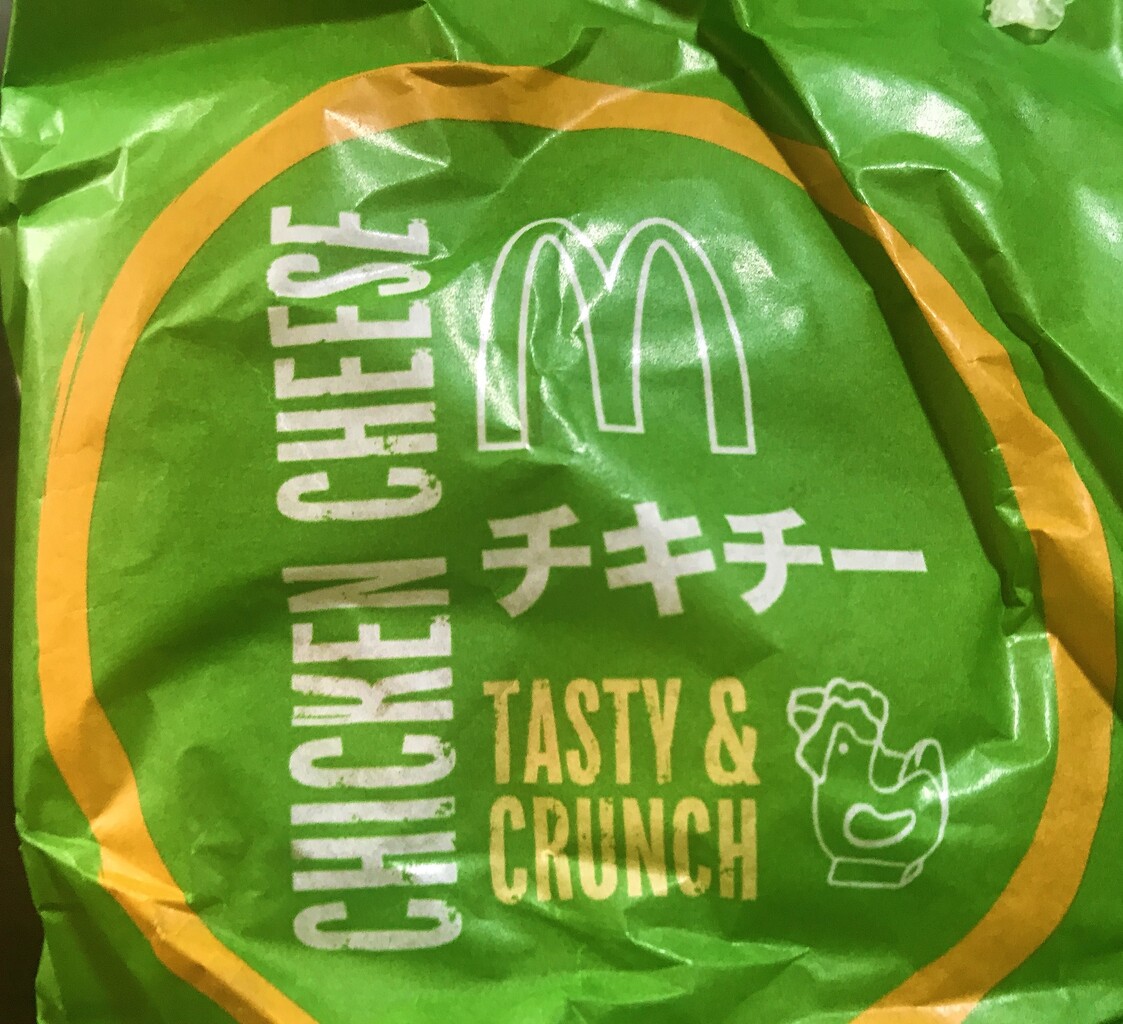 CHICKEN CHEESE
チキチー
TASTY &
CRUNCH